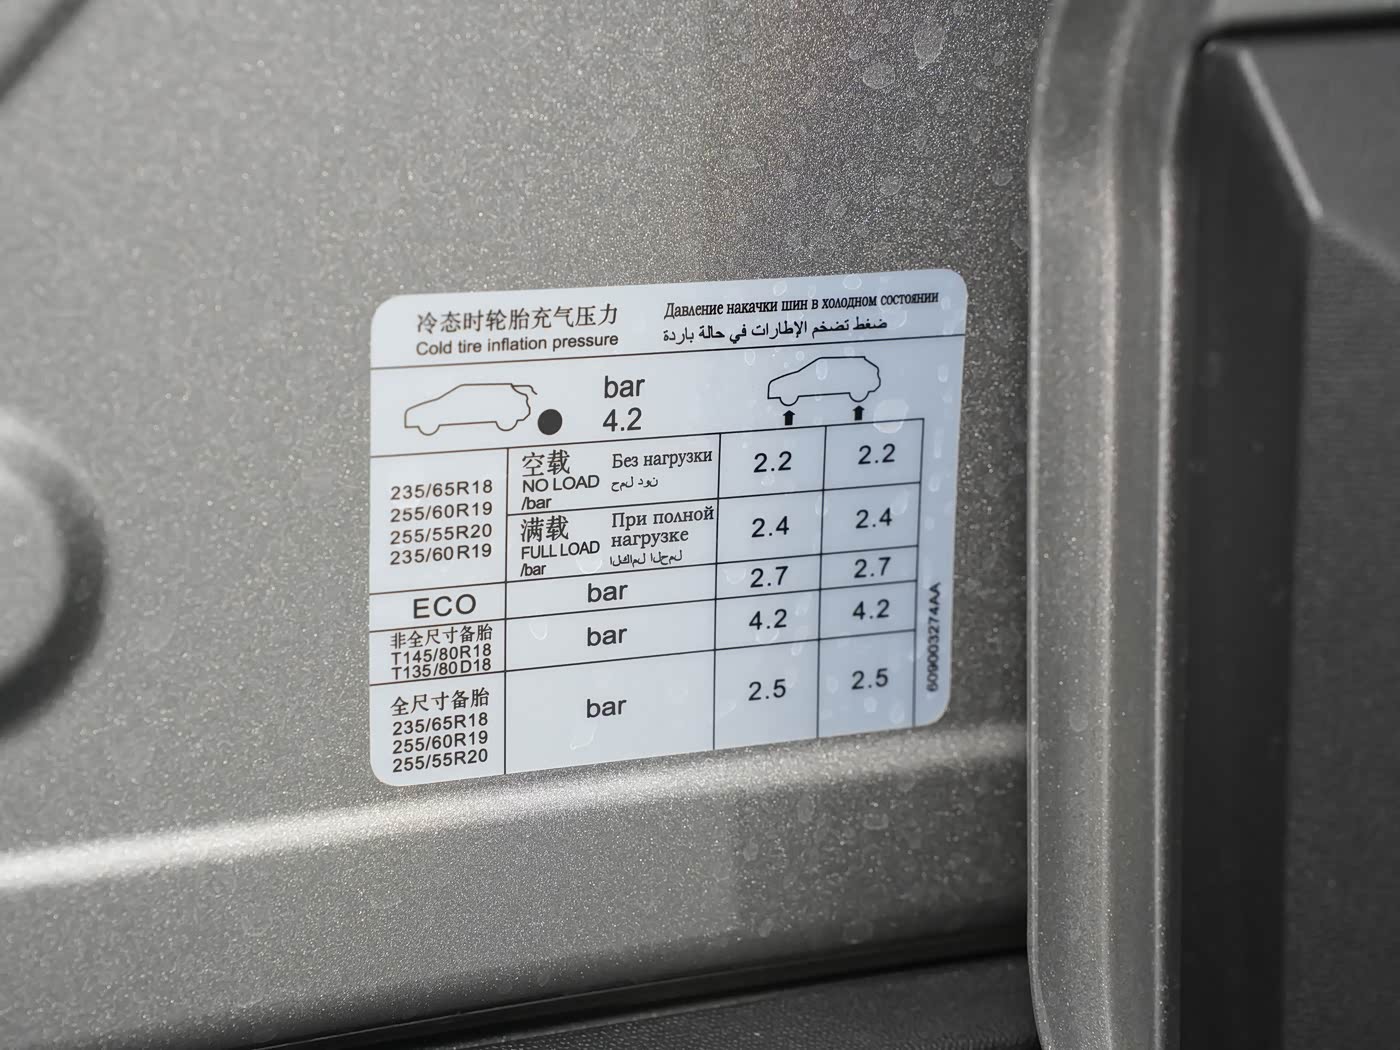 冷态时轮胎充气压力
Cold tire inflation pressure
Давление накачки шин в холодном состоянии
ضغط تضخم الإطارات في حالة باردة
bar
4.2
235/65R18
255/60R19
255/55R20
235/60R19
空载 Без нагрузки
NO LOAD حمل دون
/bar
2.2 2.2
满载 При полной
FULL LOAD нагрузке
/bar الكامل الحمل
2.4 2.4
ECO bar 2.7 2.7
非全尺寸备胎
T145/80R18
T135/80D18
bar 4.2 4.2
全尺寸备胎
235/65R18
255/60R19
255/55R20
bar 2.5 2.5
609003274AA